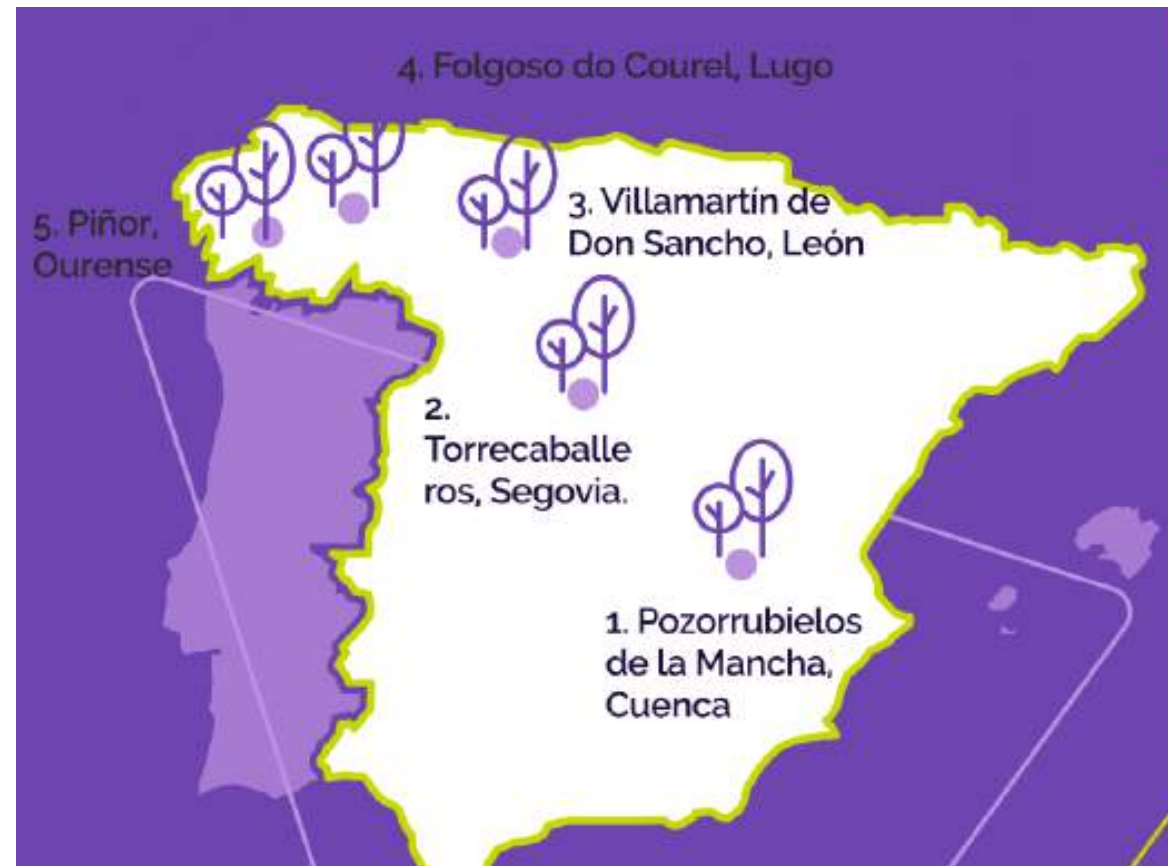 4. Folgoso do Courel, Lugo
3. Villamartín de
Don Sancho, León
5. Piñor,
Ourense
2.
Torrecaballe
ros, Segovia.
1. Pozorrubielos
de la Mancha,
Cuenca